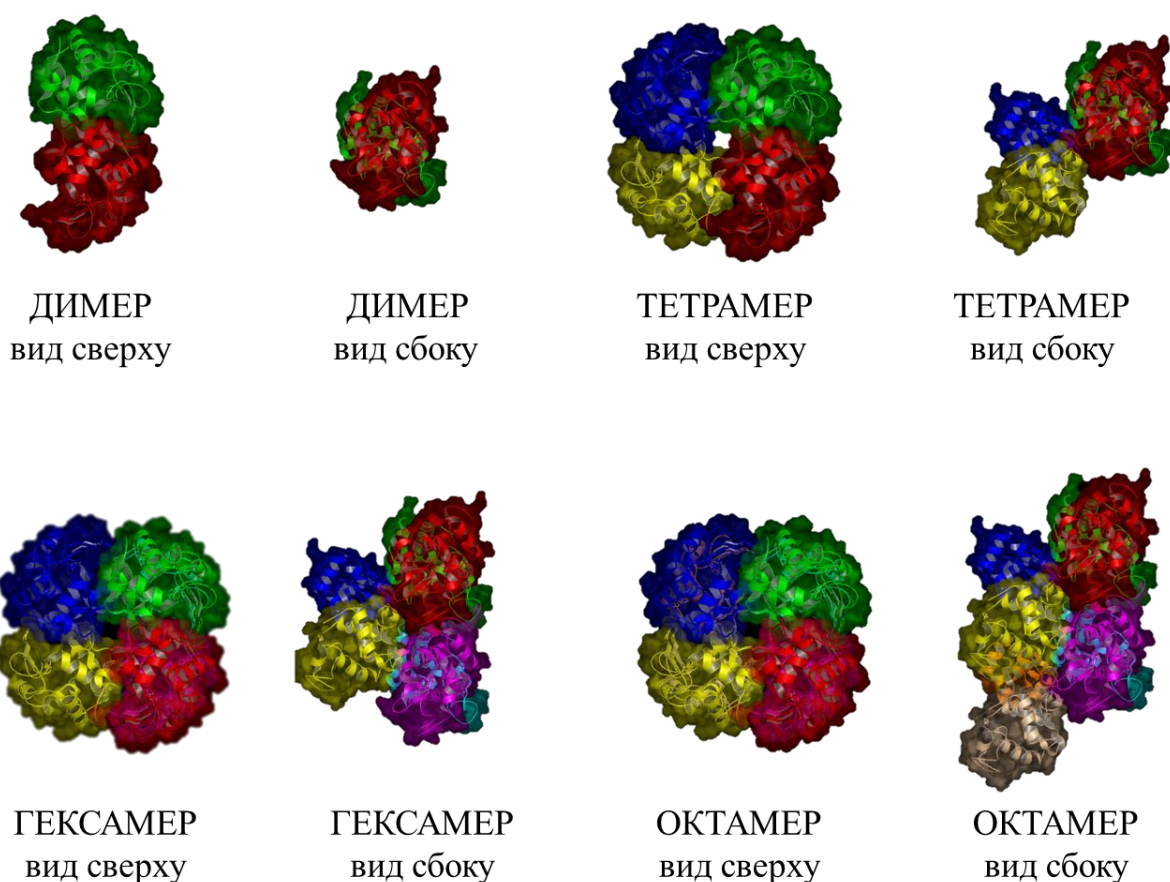 ДИМЕР
вид сверху
ДИМЕР
вид сбоку
ТЕТРАМЕР
вид сверху
ТЕТРАМЕР
вид сбоку
ГЕКСАМЕР
вид сверху
ГЕКСАМЕР
вид сбоку
ОКТАМЕР
вид сверху
ОКТАМЕР
вид сбоку